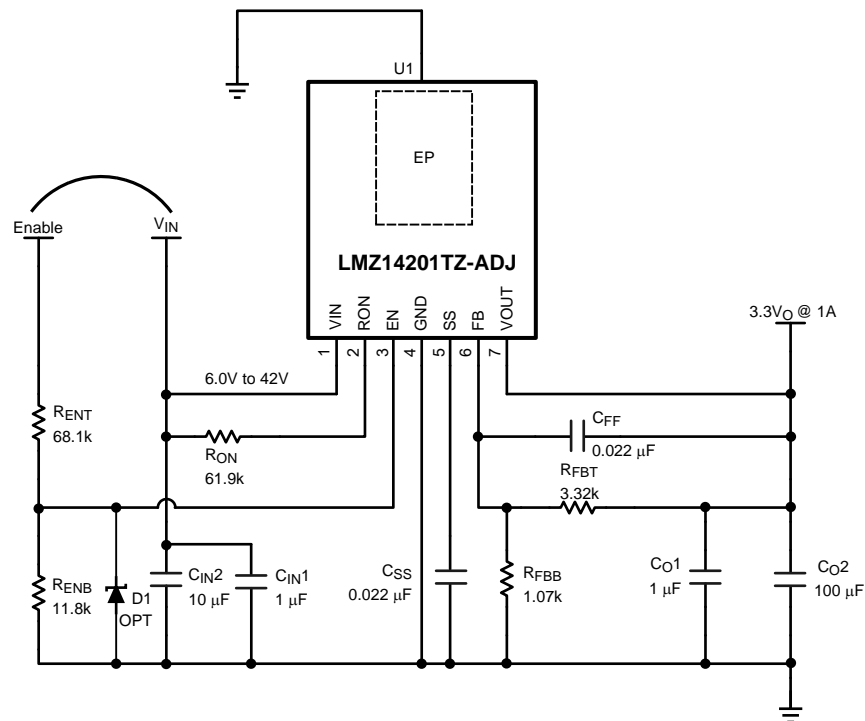 U1
EP
LMZ14201TZ-ADJ
VIN
RON
EN
GND
SS
FB
VOUT
1
2
3
4
5
6
7
Enable
VIN
3.3VO @ 1A
6.0V to 42V
RENT
68.1k
RON
61.9k
CFF
0.022 µF
RFBT
3.32k
RENB
11.8k
D1
OPT
CIN2
10 µF
CIN1
1 µF
CSS
0.022 µF
RFBB
1.07k
CO1
1 µF
CO2
100 µF